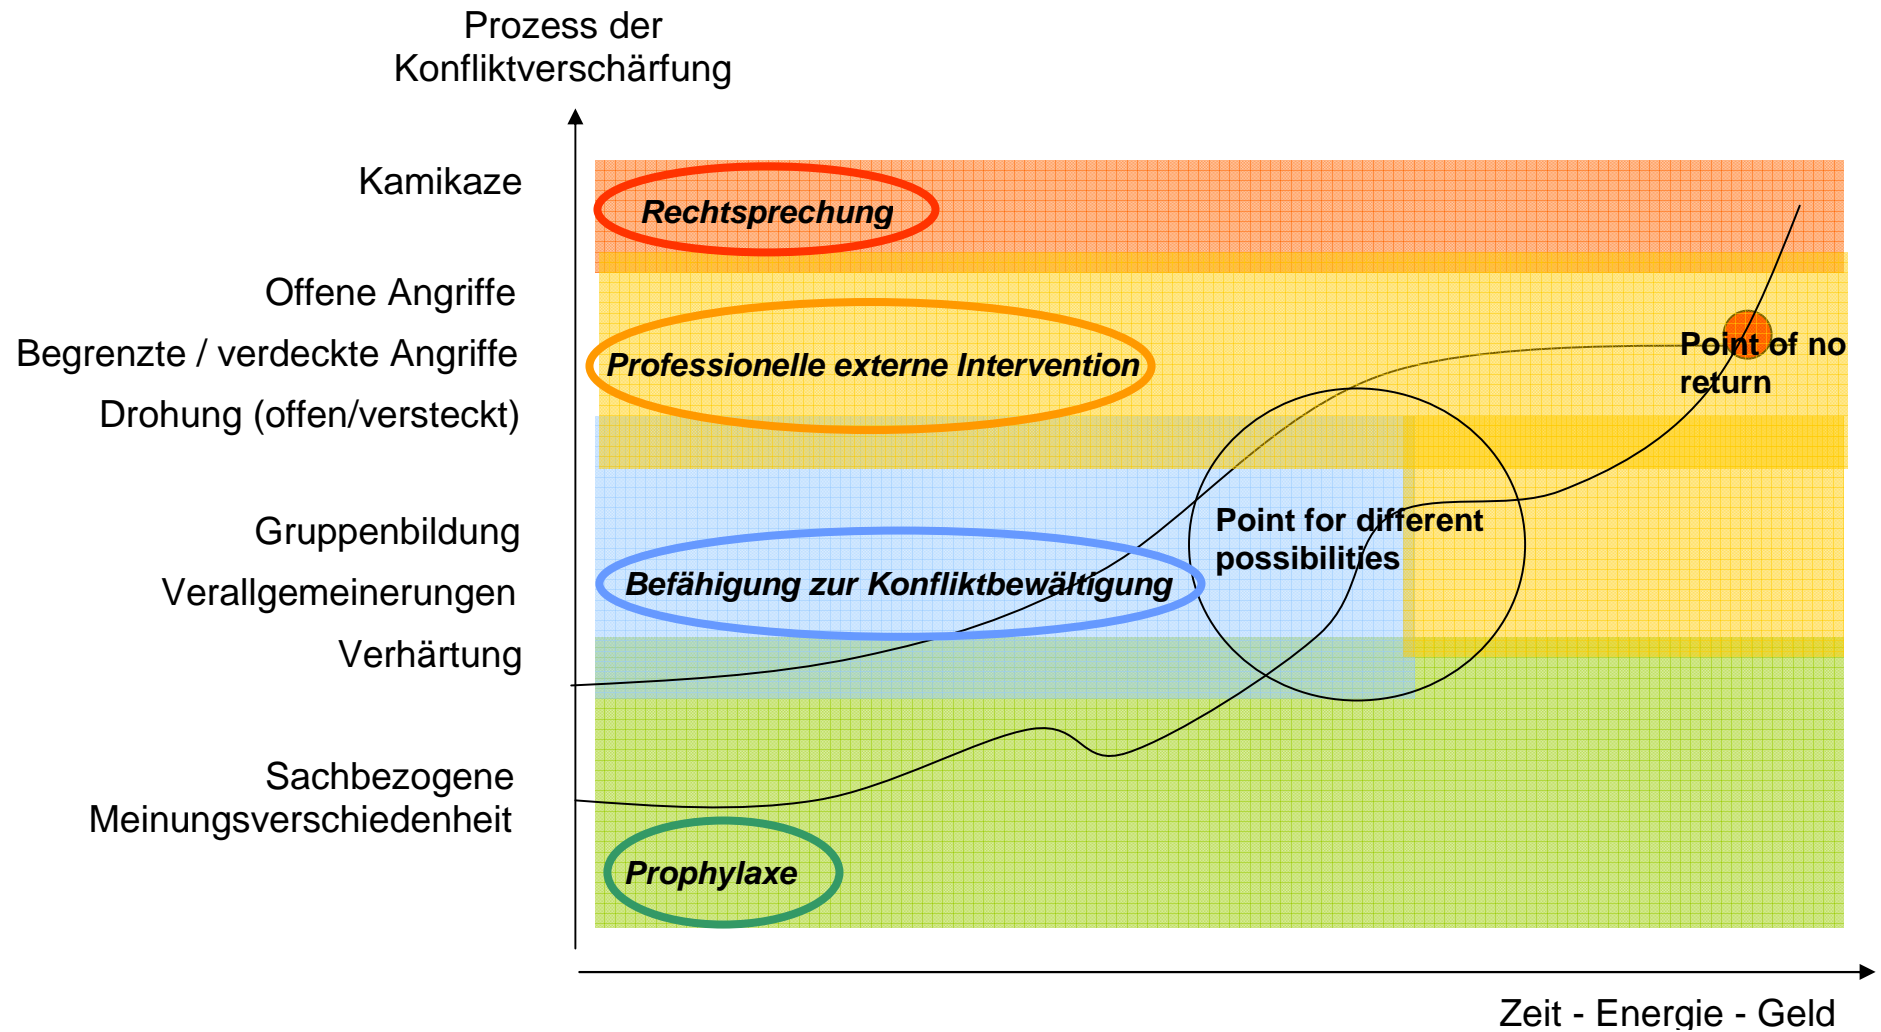 Prozess der
Konfliktverschärfung
Kamikaze
Rechtsprechung
Offene Angriffe
Begrenzte / verdeckte Angriffe
Professionelle externe Intervention
Point of no
return
Drohung (offen/versteckt)
Gruppenbildung
Point for different
possibilities
Verallgemeinerungen
Befähigung zur Konfliktbewältigung
Verhärtung
Sachbezogene
Meinungsverschiedenheit
Prophylaxe
Zeit - Energie - Geld